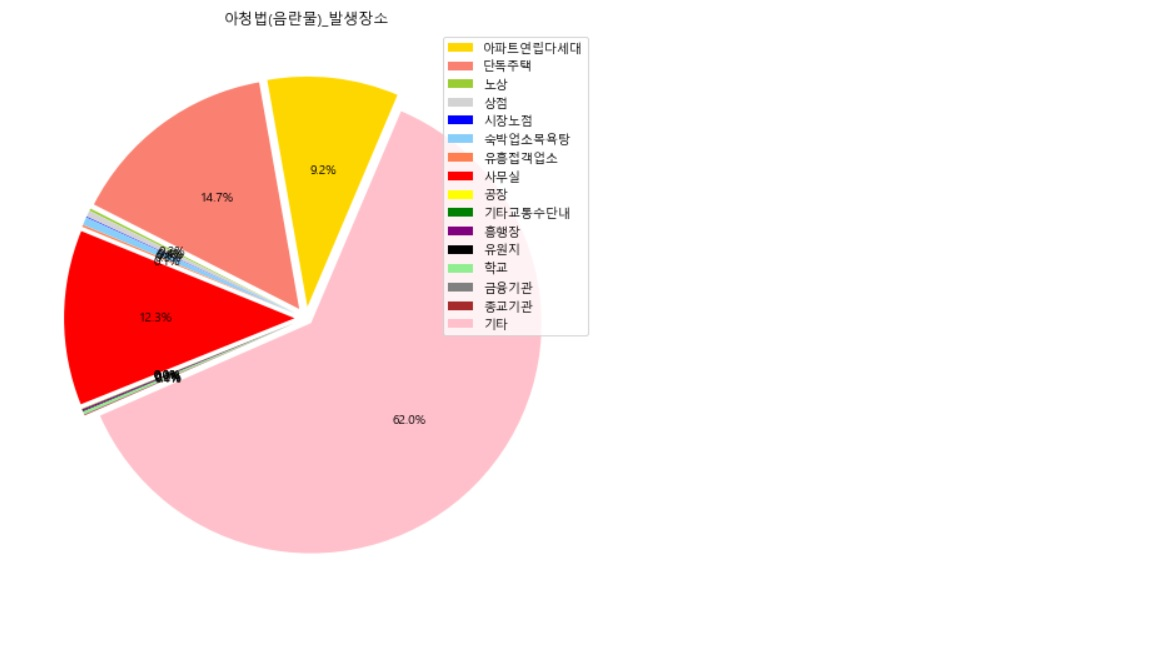 아청법(음란물)_발생장소
아파트연립다세대
단독주택
노상
상점
시장노점
숙박업소목욕탕
유흥접객업소
사무실
공장
기타교통수단내
흥행장
유원지
학교
금융기관
종교기관
기타
9.2%
14.7%
12.3%
62.0%